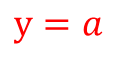 y = a